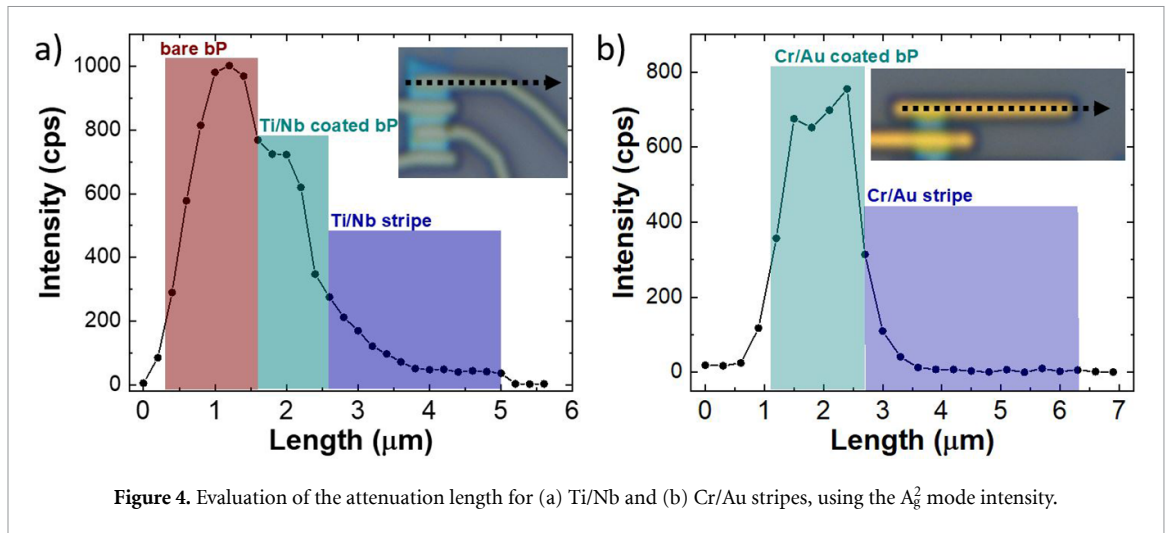 a)
bare bP
Ti/Nb coated bP
Ti/Nb stripe
1000
800
600
400
200
0
Intensity (cps)
0 1 2 3 4 5 6
Length (μm)
b)
Cr/Au coated bP
Cr/Au stripe
800
600
400
200
0
Intensity (cps)
0 1 2 3 4 5 6 7
Length (μm)
Figure 4. Evaluation of the attenuation length for (a) Ti/Nb and (b) Cr/Au stripes, using the A²g mode intensity.